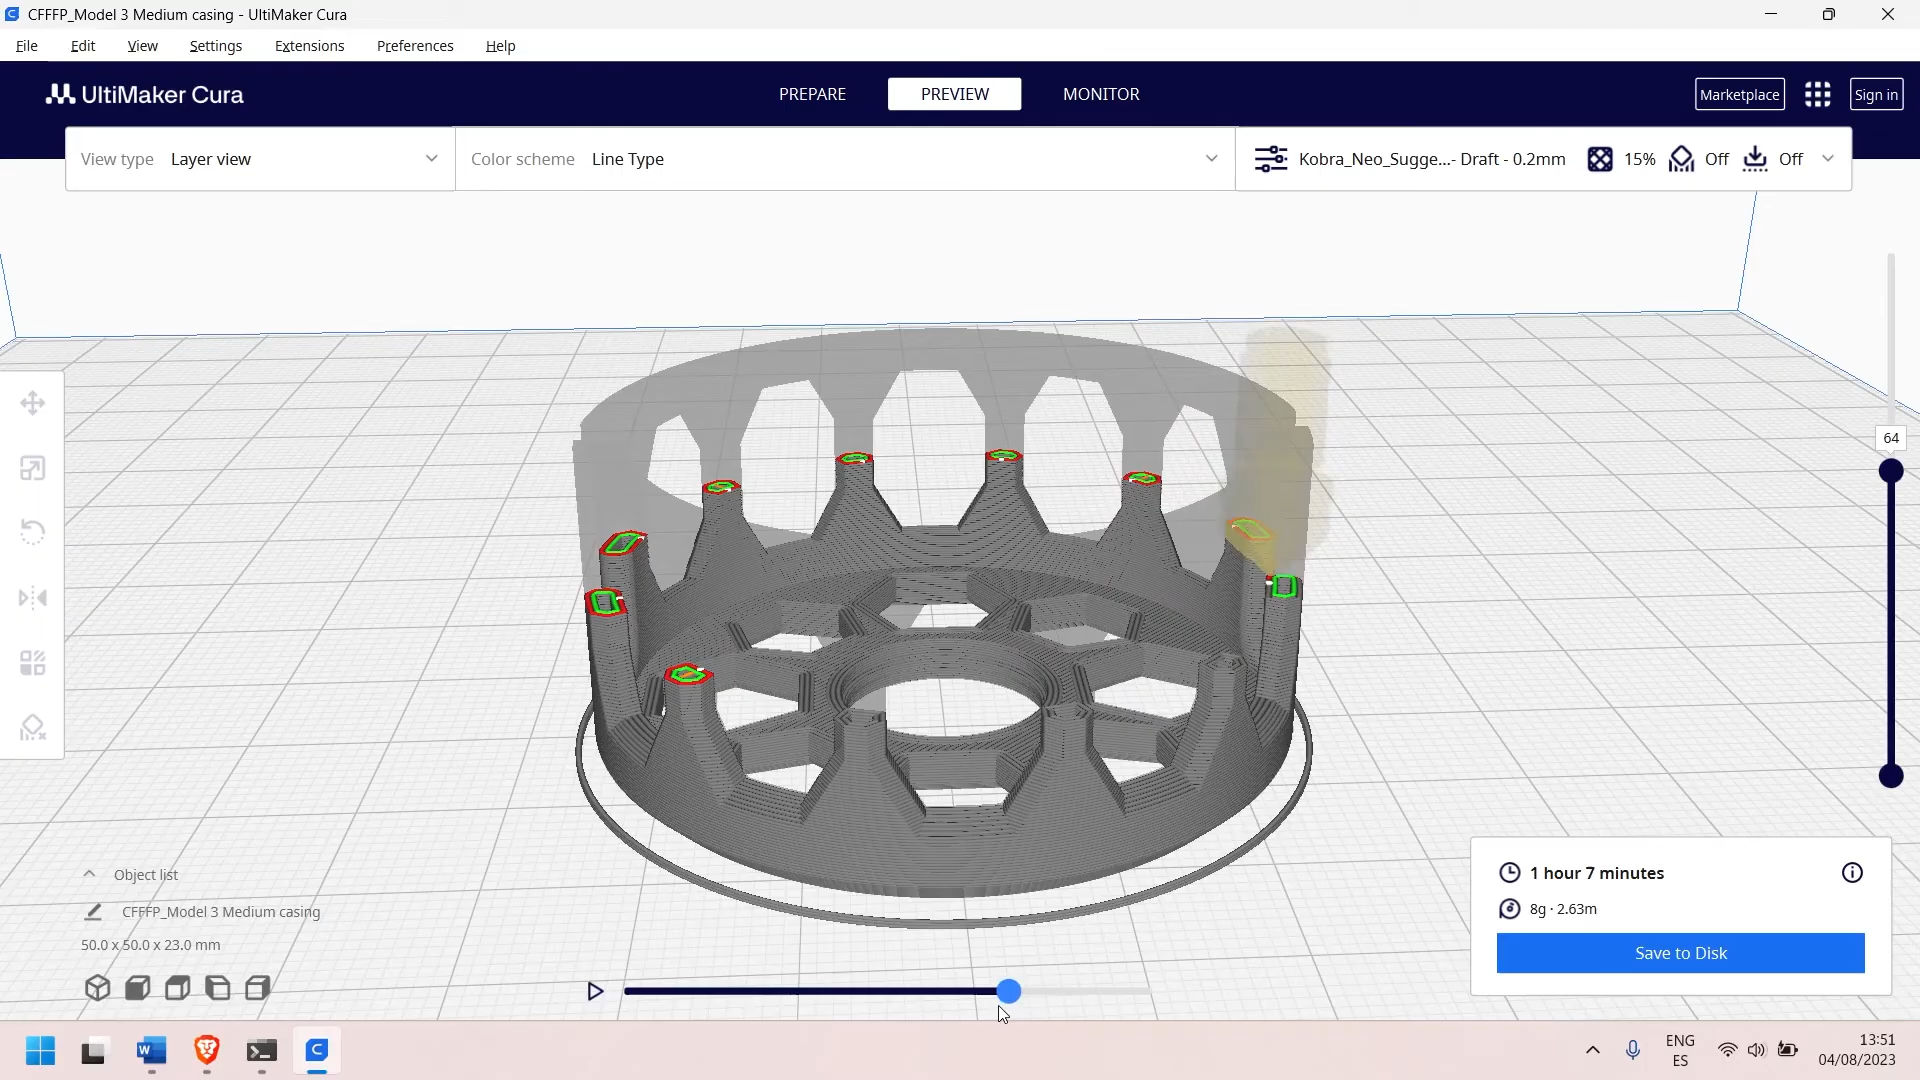 CFFFP_Model 3 Medium casing - UltiMaker Cura
File Edit View Settings Extensions Preferences Help
UltiMaker Cura
PREPARE PREVIEW MONITOR
Marketplace
Sign in
View type Layer view
Color scheme Line Type
Kobra_Neo_Sugge...- Draft - 0.2mm 15% Off Off
64
Object list
CFFFP_Model 3 Medium casing
50.0 x 50.0 x 23.0 mm
1 hour 7 minutes
8g · 2.63m
Save to Disk
ENG
ES
13:51
04/08/2023